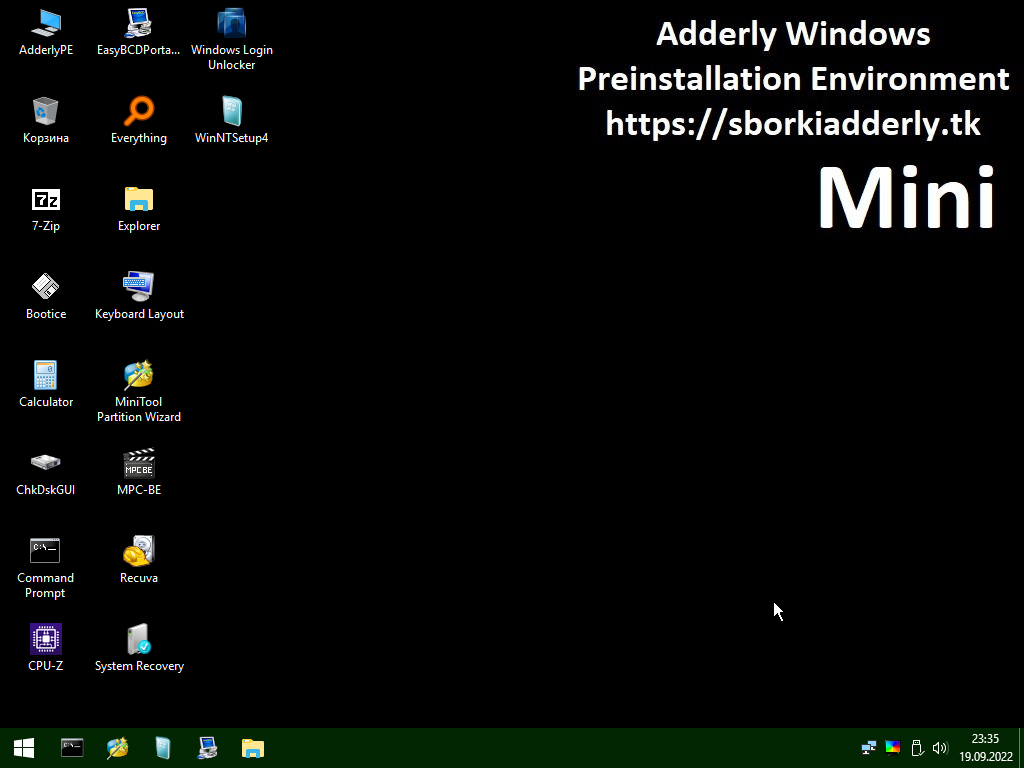 Adderly Windows
Preinstallation Environment
https://sborkiadderly.tk
Mini
AdderlyPE
EasyBCDPorta...
Windows Login
Unlocker
Корзина
Everything
WinNTSetup4
7z
7-Zip
Explorer
Bootice
Keyboard Layout
Calculator
MiniTool
Partition Wizard
ChkDskGUI
MPCBE
MPC-BE
C:\_
Command
Prompt
Recuva
CPU-Z
System Recovery
23:35
19.09.2022